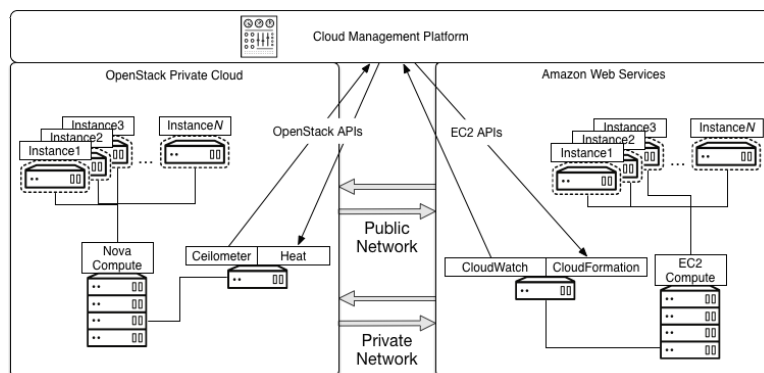 Cloud Management Platform
OpenStack Private Cloud
Amazon Web Services
Instance3
Instance2
Instance1
...
InstanceN
OpenStack APIs
EC2 APIs
Instance3
Instance2
Instance1
...
InstanceN
Public
Network
Nova
Compute
Ceilometer
Heat
CloudWatch
CloudFormation
EC2
Compute
Private
Network